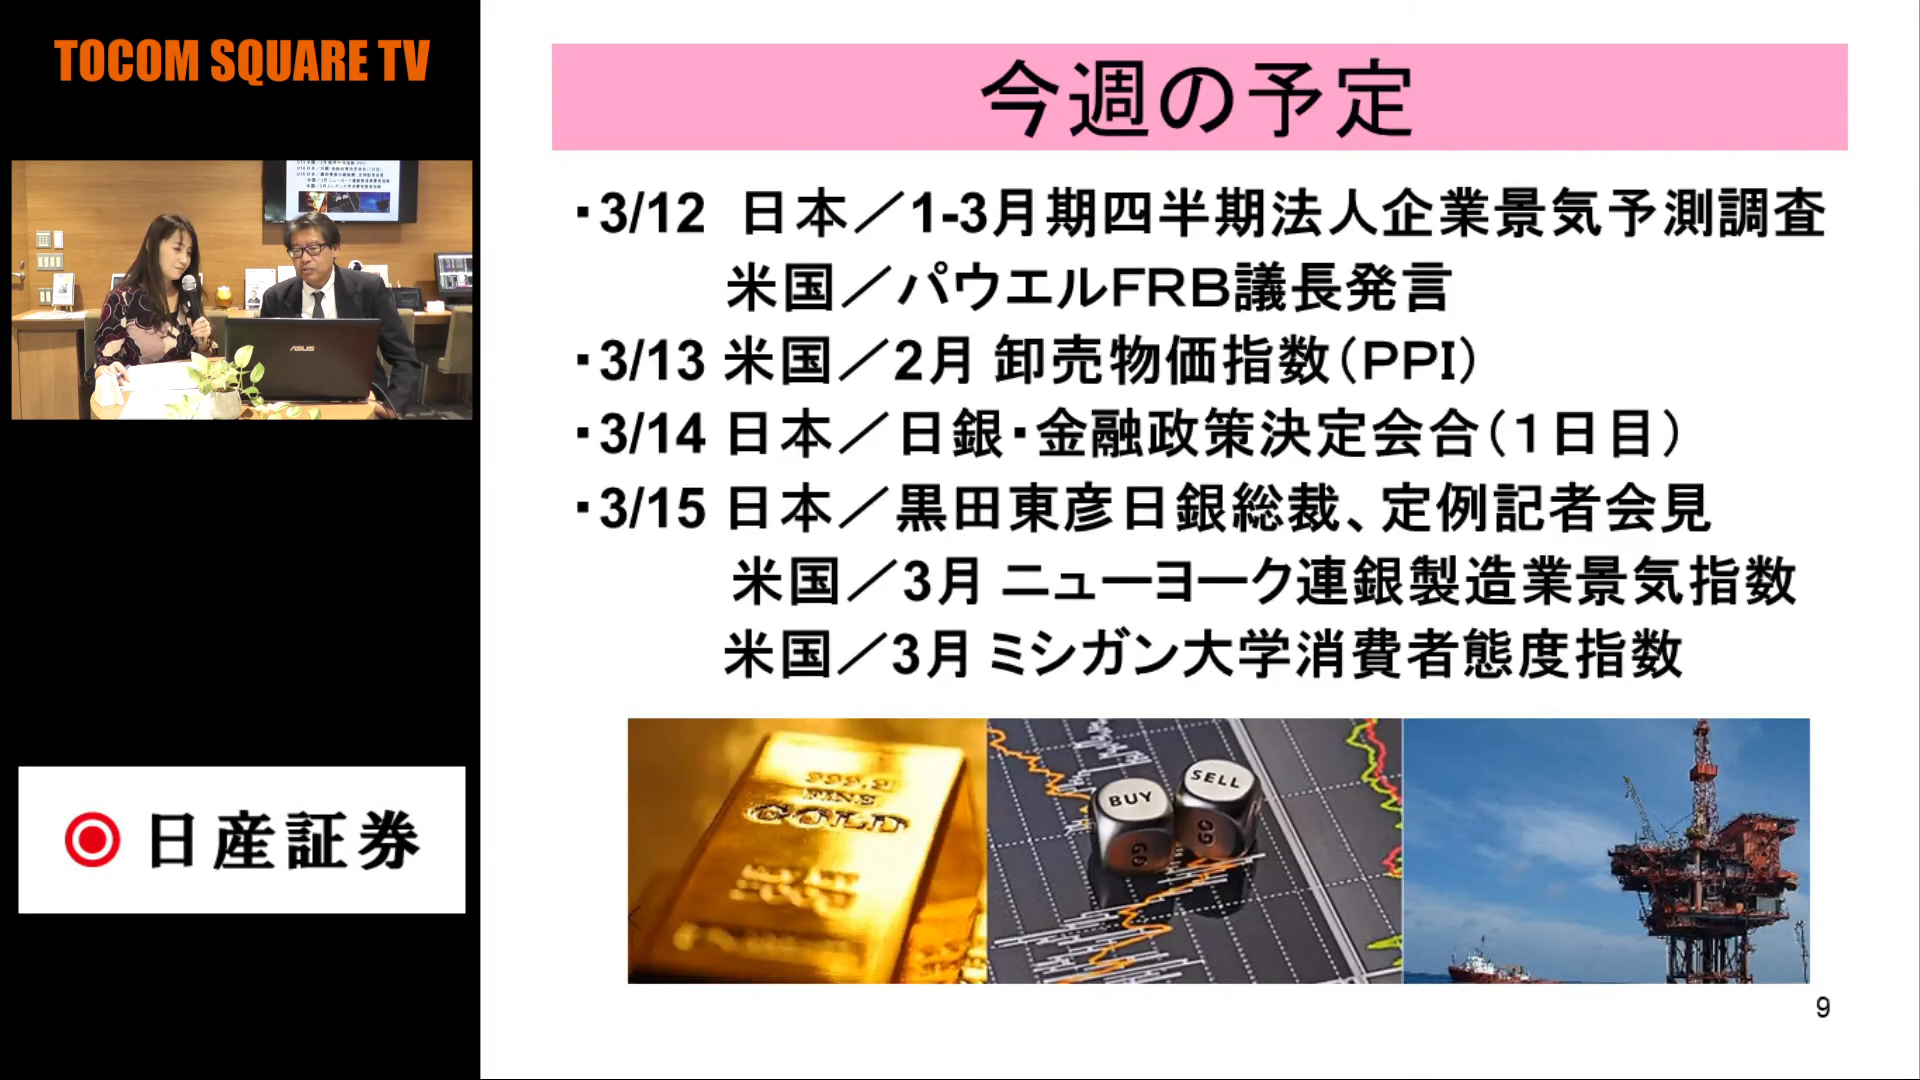 TOCOM SQUARE TV
今週の予定
・3/12 日本／1-3月期四半期法人企業景気予測調査
米国／パウエルFRB議長発言
・3/13 米国／2月 卸売物価指数（PPI）
・3/14 日本／日銀・金融政策決定会合（1日目）
・3/15 日本／黒田東彦日銀総裁、定例記者会見
米国／3月 ニューヨーク連銀製造業景気指数
米国／3月 ミシガン大学消費者態度指数
ASUS
日産証券
FINE
GOLD
BUY
SELL
GO
GO
9